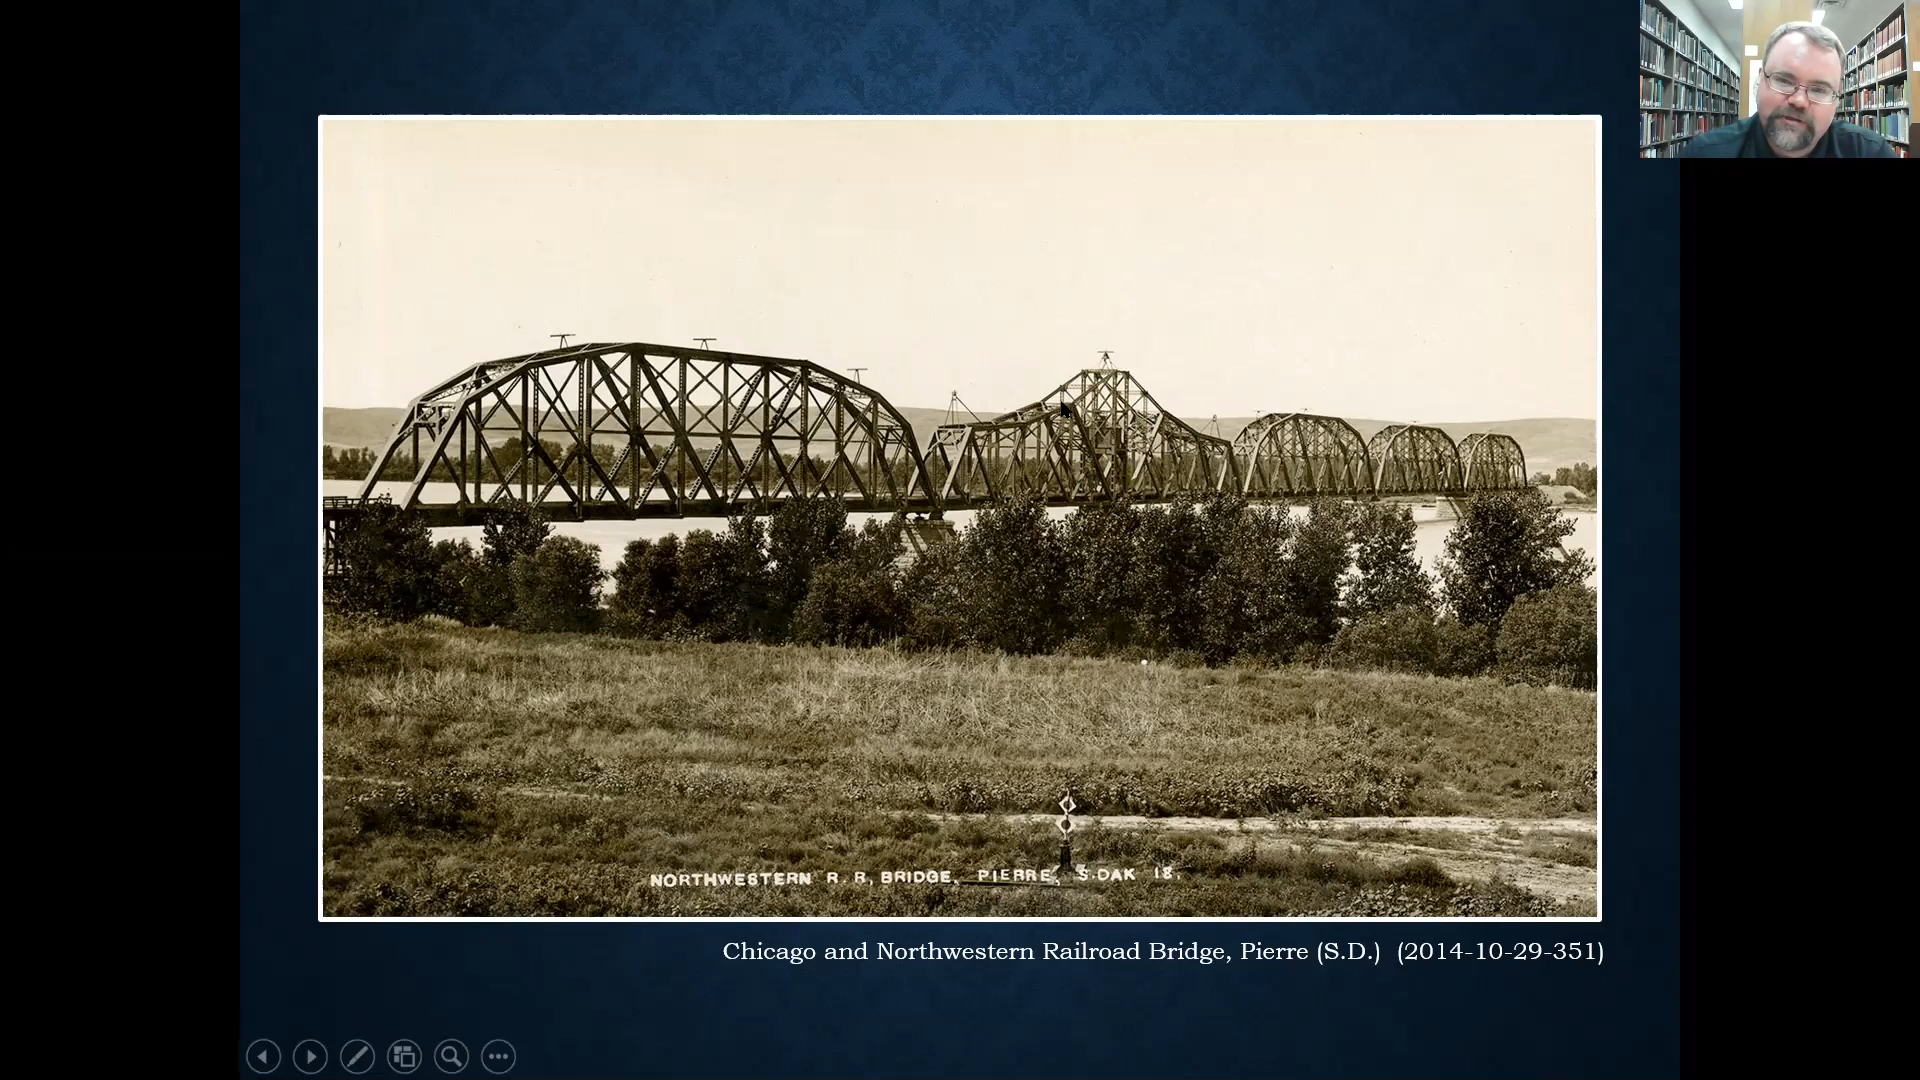 NORTHWESTERN R.R, BRIDGE, PIERRE, S.DAK 18.
Chicago and Northwestern Railroad Bridge, Pierre (S.D.) (2014-10-29-351)